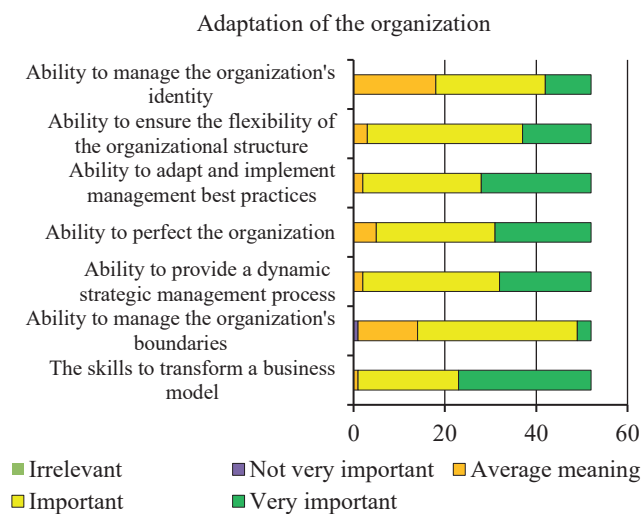 Adaptation of the organization
Ability to manage the organization's
identity
Ability to ensure the flexibility of
the organizational structure
Ability to adapt and implement
management best practices
Ability to perfect the organization
Ability to provide a dynamic
strategic management process
Ability to manage the organization's
boundaries
The skills to transform a business
model
0 20 40 60
Irrelevant Not very important Average meaning
Important Very important